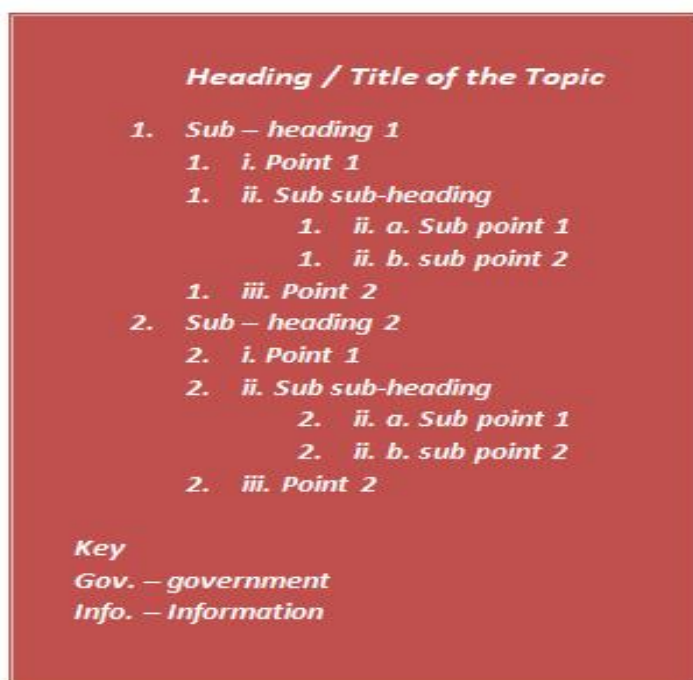 Heading / Title of the Topic
1. Sub – heading 1
1. i. Point 1
1. ii. Sub sub-heading
1. ii. a. Sub point 1
1. ii. b. sub point 2
1. iii. Point 2
2. Sub – heading 2
2. i. Point 1
2. ii. Sub sub-heading
2. ii. a. Sub point 1
2. ii. b. sub point 2
2. iii. Point 2
Key
Gov. – government
Info. – Information